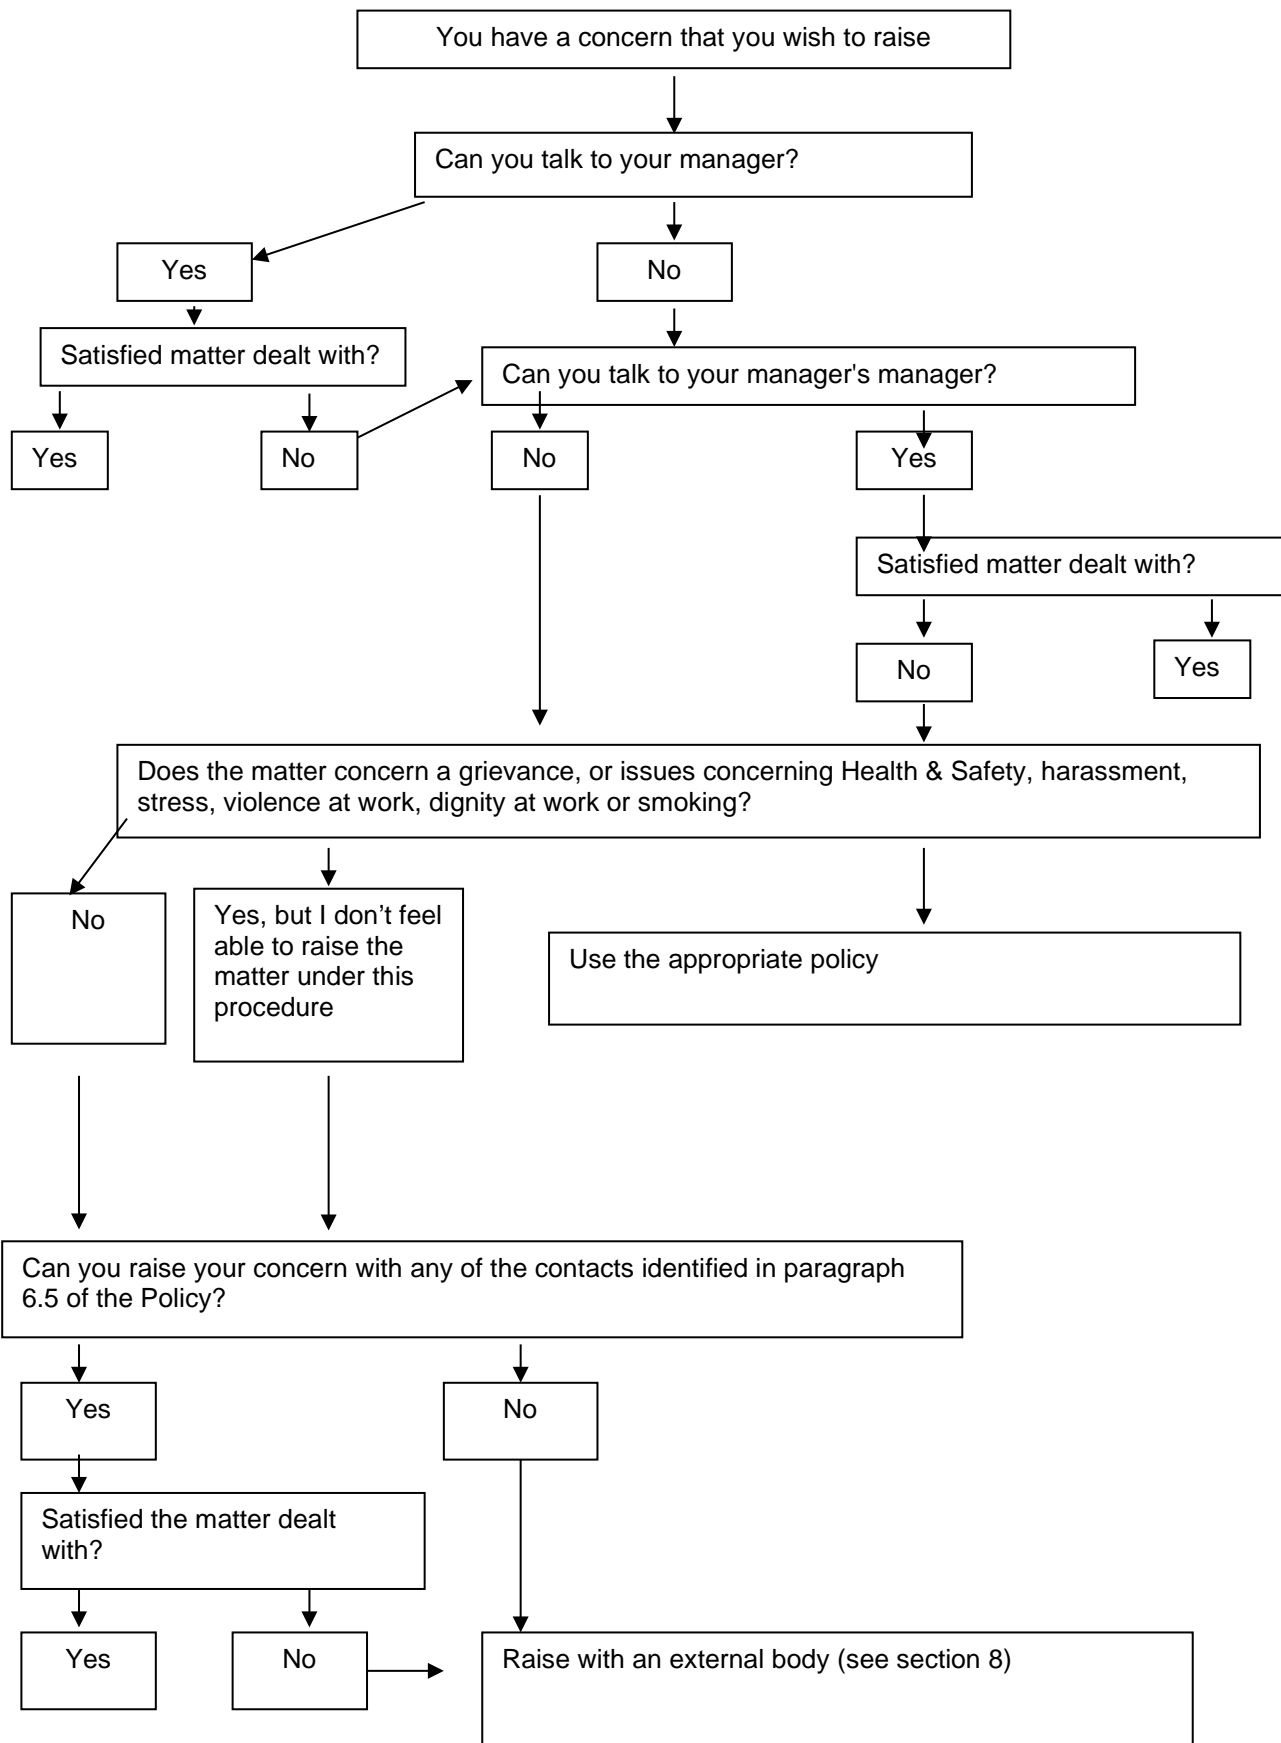 You have a concern that you wish to raise
Can you talk to your manager?
Yes
No
Satisfied matter dealt with?
Can you talk to your manager's manager?
Yes
No
No
Yes
Satisfied matter dealt with?
No
Yes
Does the matter concern a grievance, or issues concerning Health & Safety, harassment,
stress, violence at work, dignity at work or smoking?
No
Yes, but I don’t feel
able to raise the
matter under this
procedure
Use the appropriate policy
Can you raise your concern with any of the contacts identified in paragraph
6.5 of the Policy?
Yes
No
Satisfied the matter dealt
with?
Yes
No
Raise with an external body (see section 8)